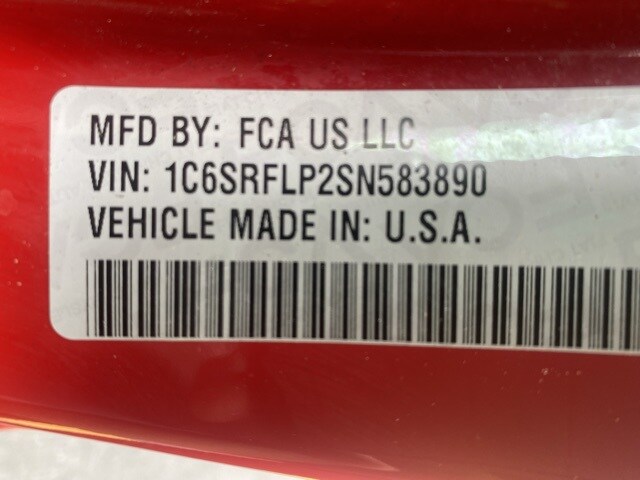 MFD BY: FCA US LLC
VIN: 1C6SRFLP2SN583890
VEHICLE MADE IN: U.S.A.